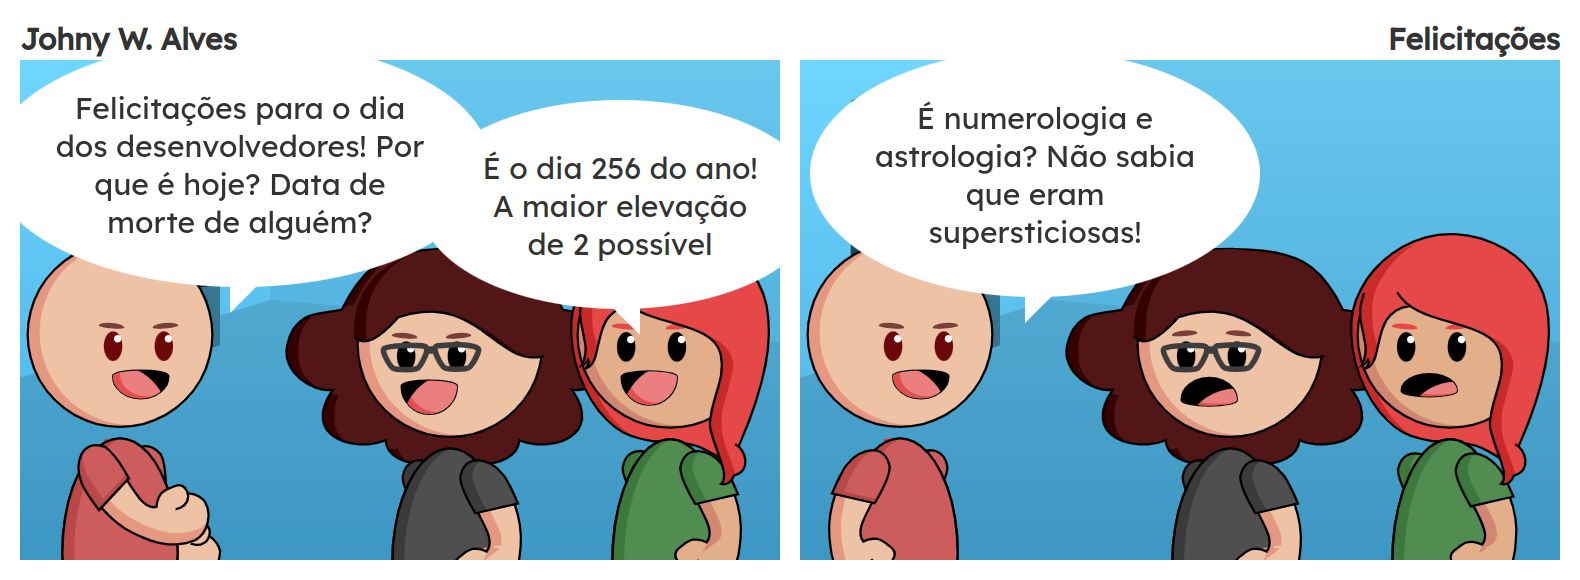 Johny W. Alves
Felicitações
Felicitações para o dia
dos desenvolvedores! Por
que é hoje? Data de
morte de alguém?
É o dia 256 do ano!
A maior elevação
de 2 possível
É numerologia e
astrologia? Não sabia
que eram
supersticiosas!